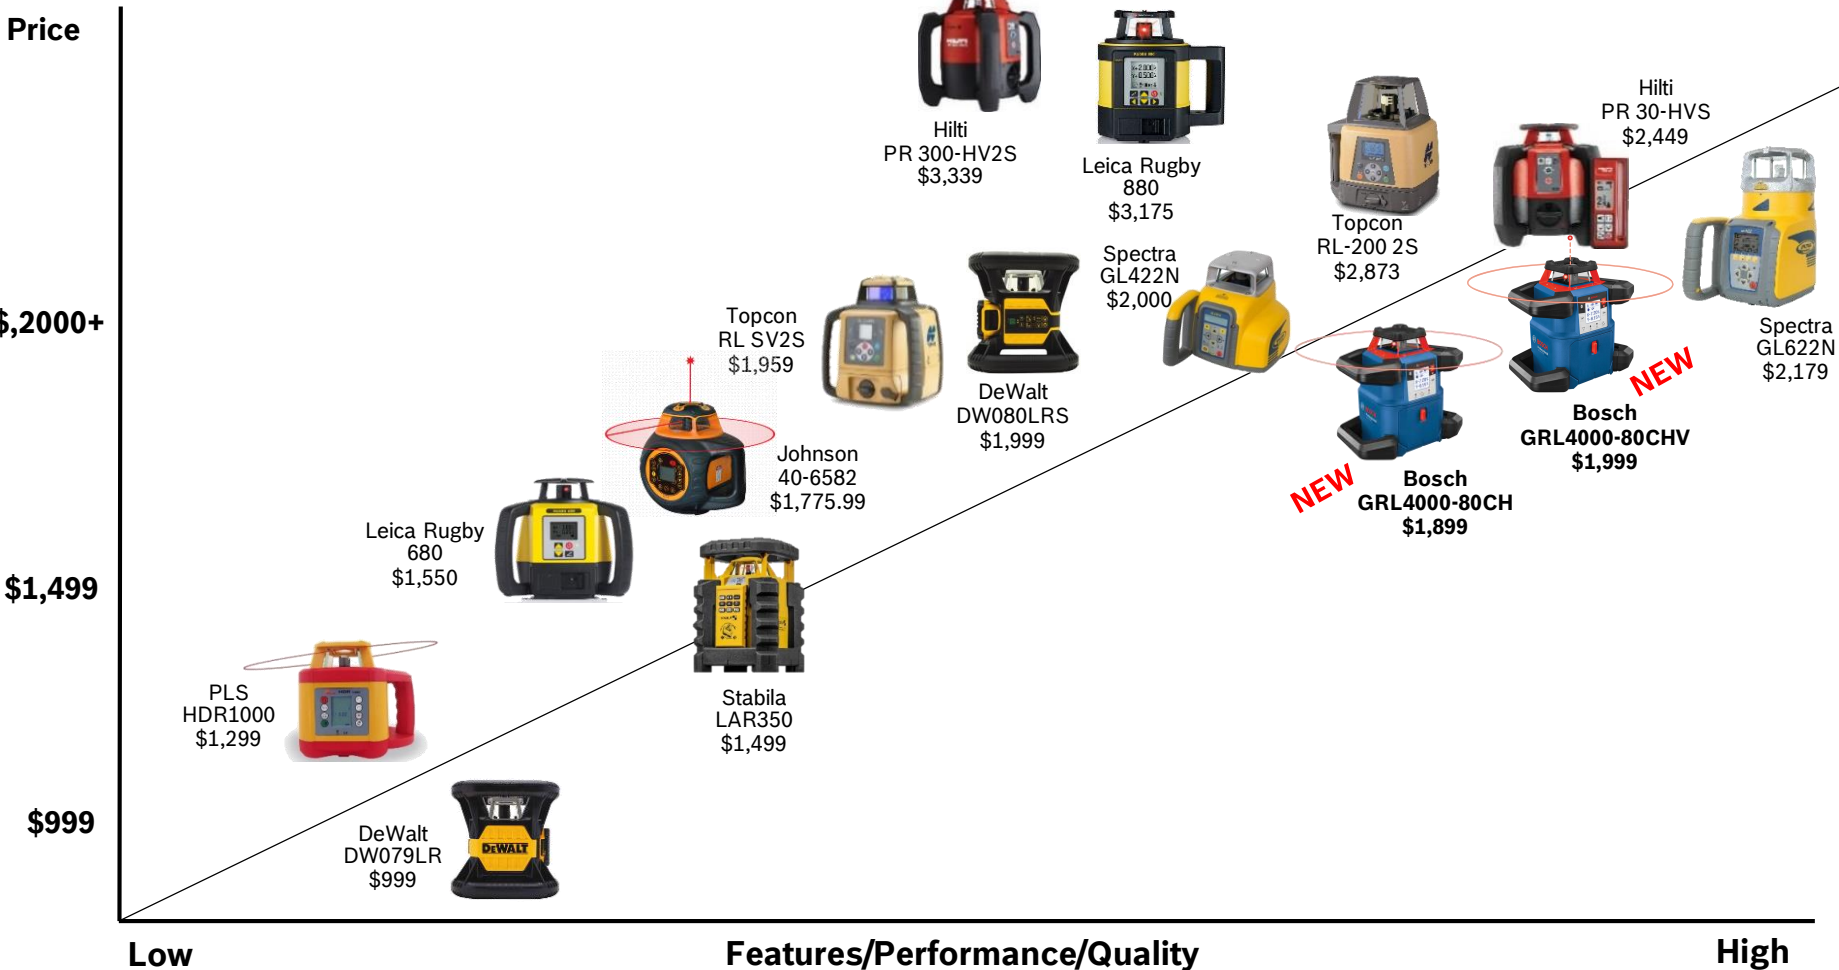 Price
$,2000+
$1,499
$999
Hilti
PR 300-HV2S
$3,339
Leica Rugby
880
$3,175
Topcon
RL-200 2S
$2,873
Hilti
PR 30-HVS
$2,449
Spectra
GL622N
$2,179
Spectra
GL422N
$2,000
Topcon
RL SV2S
$1,959
DeWalt
DW080LRS
$1,999
Bosch
GRL4000-80CHV
$1,999
NEW
Bosch
GRL4000-80CH
$1,899
NEW
Johnson
40-6582
$1,775.99
Leica Rugby
680
$1,550
Stabila
LAR350
$1,499
PLS
HDR1000
$1,299
DeWalt
DW079LR
$999
DEWALT
Low
Features/Performance/Quality
High